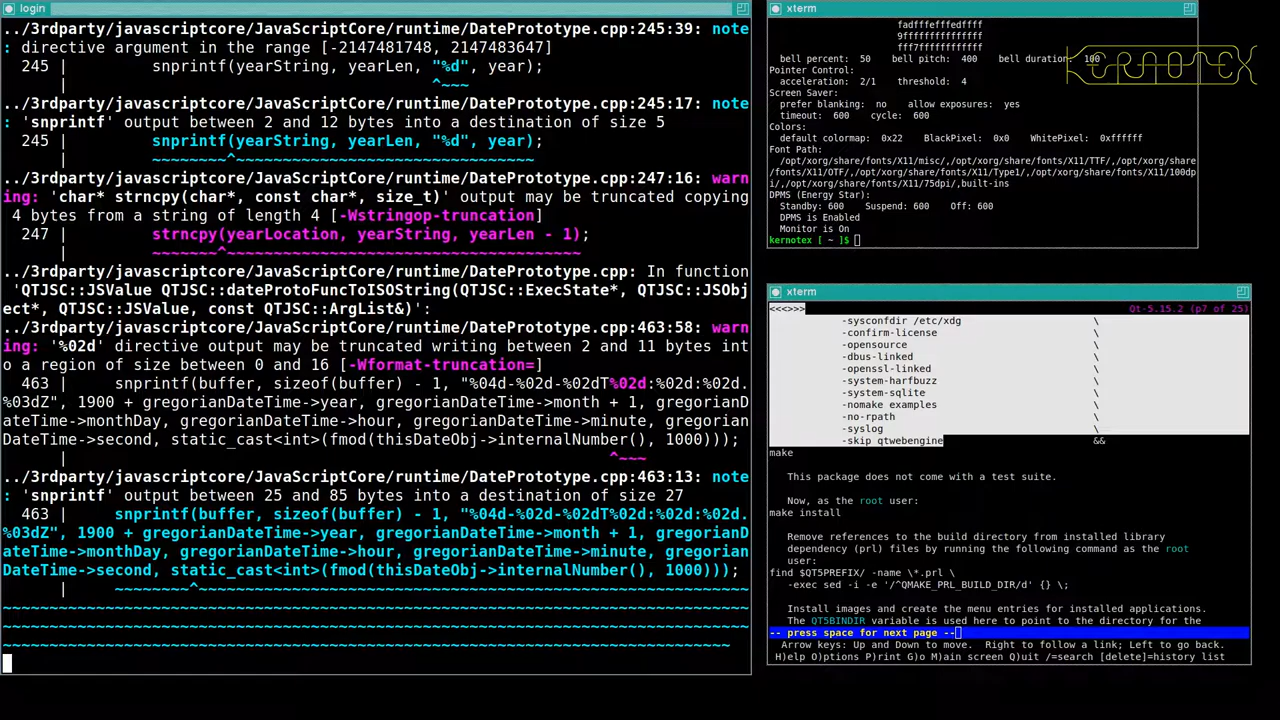 login
../3rdparty/javascriptcore/JavaScriptCore/runtime/DatePrototype.cpp:245:39: note
: directive argument in the range [-2147481748, 2147483647]
245 | snprintf(yearString, yearLen, "%d", year);
| ^~~~
../3rdparty/javascriptcore/JavaScriptCore/runtime/DatePrototype.cpp:245:17: note
: 'snprintf' output between 2 and 12 bytes into a destination of size 5
245 | snprintf(yearString, yearLen, "%d", year);
| ~~~~~~~~^~~~~~~~~~~~~~~~~~~~~~~~~~~~~~~~~
../3rdparty/javascriptcore/JavaScriptCore/runtime/DatePrototype.cpp:247:16: warn
ing: 'char* strncpy(char*, const char*, size_t)' output may be truncated copying
4 bytes from a string of length 4 [-Wstringop-truncation]
247 | strncpy(yearLocation, yearString, yearLen - 1);
| ~~~~~~~^~~~~~~~~~~~~~~~~~~~~~~~~~~~~~~~~~~~~~~
../3rdparty/javascriptcore/JavaScriptCore/runtime/DatePrototype.cpp: In function
'QTJSC::JSValue QTJSC::dateProtoFuncToISOString(QTJSC::ExecState*, QTJSC::JSObj
ect*, QTJSC::JSValue, const QTJSC::ArgList&)':
../3rdparty/javascriptcore/JavaScriptCore/runtime/DatePrototype.cpp:463:58: warn
ing: '%02d' directive output may be truncated writing between 2 and 11 bytes int
o a region of size between 0 and 16 [-Wformat-truncation=]
463 | snprintf(buffer, sizeof(buffer) - 1, "%04d-%02d-%02dT%02d:%02d:%02d.
%03dZ", 1900 + gregorianDateTime->year, gregorianDateTime->month + 1, gregorianD
ateTime->monthDay, gregorianDateTime->hour, gregorianDateTime->minute, gregorian
DateTime->second, static_cast<int>(fmod(thisDateObj->internalNumber(), 1000)));
| ^~~~
../3rdparty/javascriptcore/JavaScriptCore/runtime/DatePrototype.cpp:463:13: note
: 'snprintf' output between 25 and 85 bytes into a destination of size 27
463 | snprintf(buffer, sizeof(buffer) - 1, "%04d-%02d-%02dT%02d:%02d:%02d.
%03dZ", 1900 + gregorianDateTime->year, gregorianDateTime->month + 1, gregorianD
ateTime->monthDay, gregorianDateTime->hour, gregorianDateTime->minute, gregorian
DateTime->second, static_cast<int>(fmod(thisDateObj->internalNumber(), 1000)));
| ~~~~~~~~^~~~~~~~~~~~~~~~~~~~~~~~~~~~~~~~~~~~~~~~~~~~~~~~~~~~
~~~~~~~~~~~~~~~~~~~~~~~~~~~~~~~~~~~~~~~~~~~~~~~~~~~~~~~~~~~~~~~~~~~~~~~~~~~~~~~~
~~~~~~~~~~~~~~~~~~~~~~~~~~~~~~~~~~~~~~~~~~~~~~~~~~~~~~~~~~~~~~~~~~~~~~~~~~~~~~~~
~~~~~~~~~~~~~~~~~~~~~~~~~~~~~~~~~~~~~~~~~~~~~~~~~~~~~~~~~~~~~~~~~~~~~~~~~~~~~~
xterm
fadfffefffedffff
9fffffffffffffff
fff7ffffffffffff
bell percent: 50 bell pitch: 400 bell duration: 100
Pointer Control:
acceleration: 2/1 threshold: 4
Screen Saver:
prefer blanking: no allow exposures: yes
timeout: 600 cycle: 600
Colors:
default colormap: 0x22 BlackPixel: 0x0 WhitePixel: 0xffffff
Font Path:
/opt/xorg/share/fonts/X11/misc/,/opt/xorg/share/fonts/X11/TTF/,/opt/xorg/share
/fonts/X11/OTF/,/opt/xorg/share/fonts/X11/Type1/,/opt/xorg/share/fonts/X11/100dp
i/,/opt/xorg/share/fonts/X11/75dpi/,built-ins
DPMS (Energy Star):
Standby: 600 Suspend: 600 Off: 600
DPMS is Enabled
Monitor is On
kernotex [ ~ ]$
KERNOTEX
xterm
<<<>>> Qt-5.15.2 (p7 of 25)
-sysconfdir /etc/xdg \
-confirm-license \
-opensource \
-dbus-linked \
-openssl-linked \
-system-harfbuzz \
-system-sqlite \
-nomake examples \
-no-rpath \
-syslog \
-skip qtwebengine &&
make
This package does not come with a test suite.
Now, as the root user:
make install
Remove references to the build directory from installed library
dependency (prl) files by running the following command as the root
user:
find $QT5PREFIX/ -name \*.prl \
-exec sed -i -e '/^QMAKE_PRL_BUILD_DIR/d' {} \;
Install images and create the menu entries for installed applications.
The QT5BINDIR variable is used here to point to the directory for the
-- press space for next page --
Arrow keys: Up and Down to move. Right to follow a link; Left to go back.
H)elp O)ptions P)rint G)o M)ain screen Q)uit /=search [delete]=history list